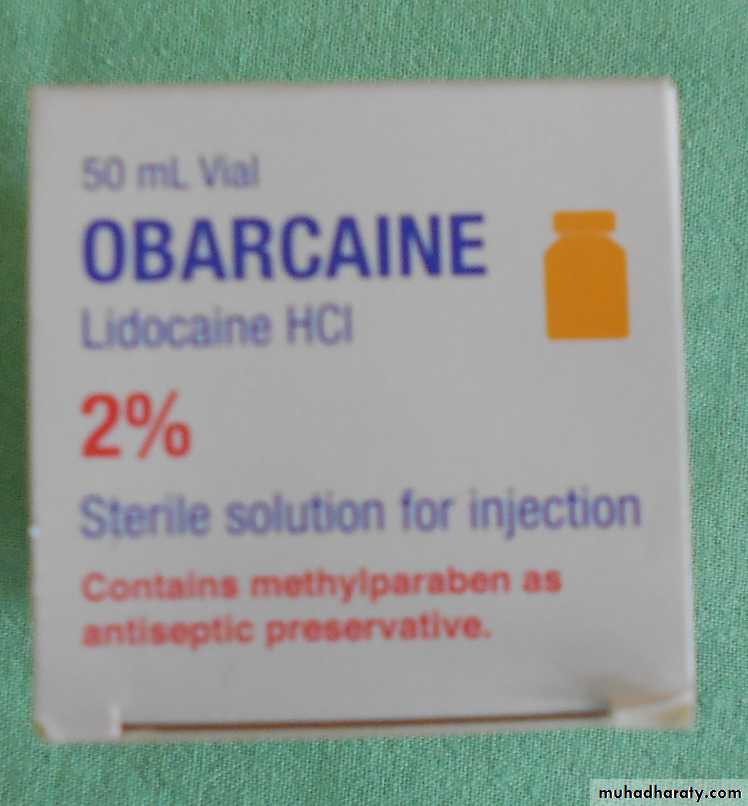 50 mL Vial
OBARCAINE
Lidocaine HCl
2%
Sterile solution for injection
Contains methylparaben as
antiseptic preservative.
muhadharaty.com